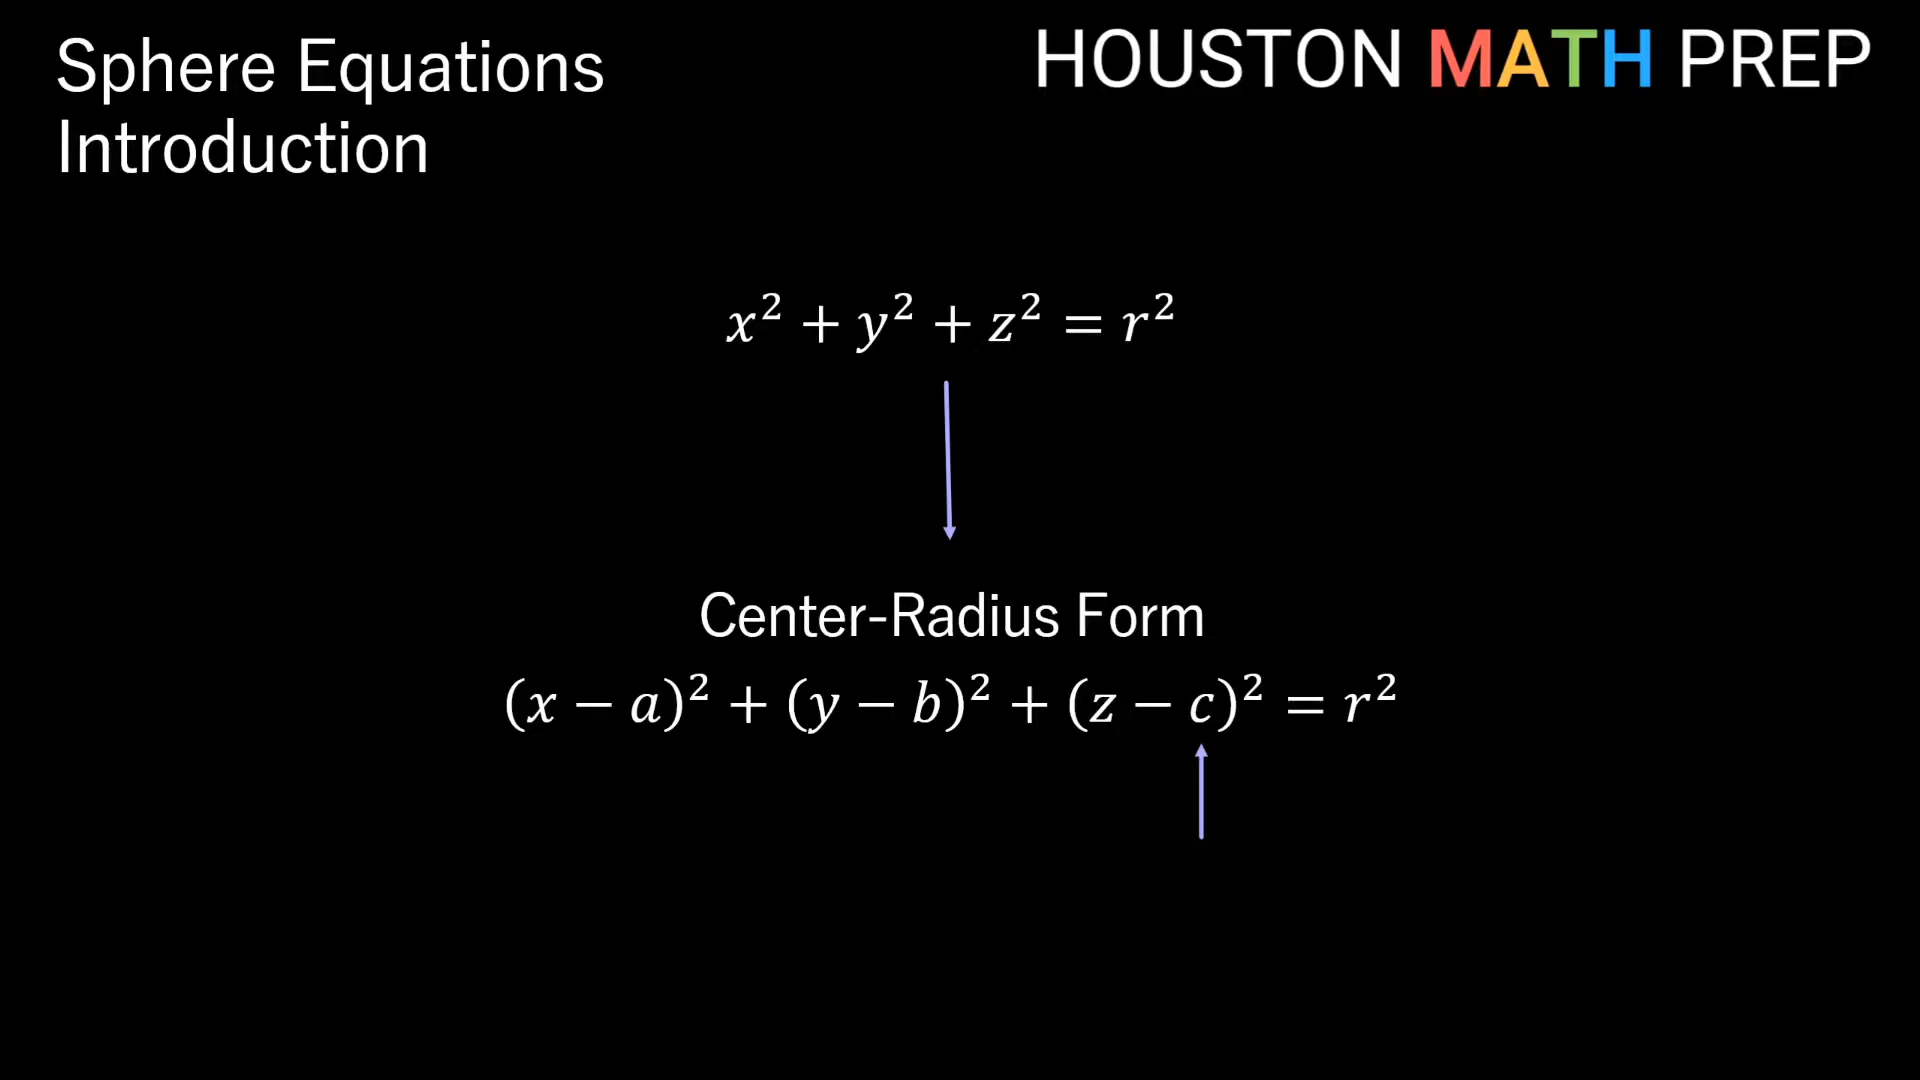 Sphere Equations
Introduction
HOUSTON MATH PREP
x² + y² + z² = r²
Center-Radius Form
(x − a)² + (y − b)² + (z − c)² = r²